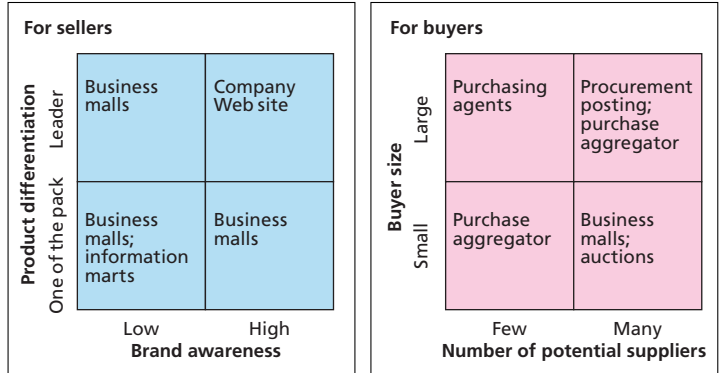 For sellers
Product differentiation
Leader
One of the pack
Business
malls
Company
Web site
Business
malls;
information
marts
Business
malls
Low
High
Brand awareness
For buyers
Buyer size
Large
Small
Purchasing
agents
Procurement
posting;
purchase
aggregator
Purchase
aggregator
Business
malls;
auctions
Few
Many
Number of potential suppliers